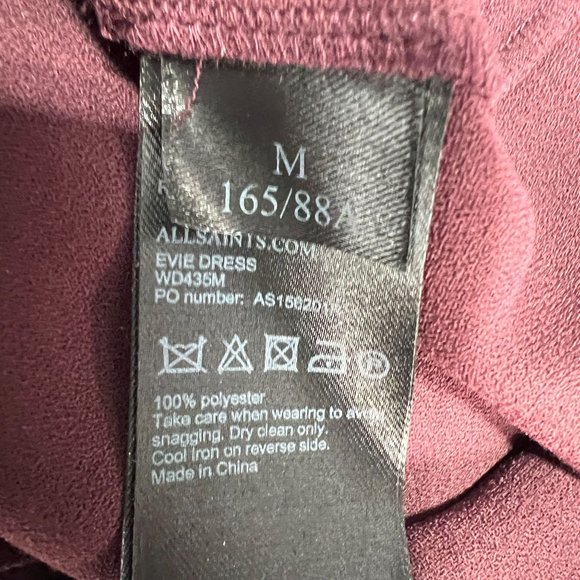 M
165/88A
ALLSAINTS.COM
EVIE DRESS
WD435M
PO number:
100% polyester
Take care when wearing to avoid
snagging. Dry clean only.
Cool Iron on reverse side.
Made in China